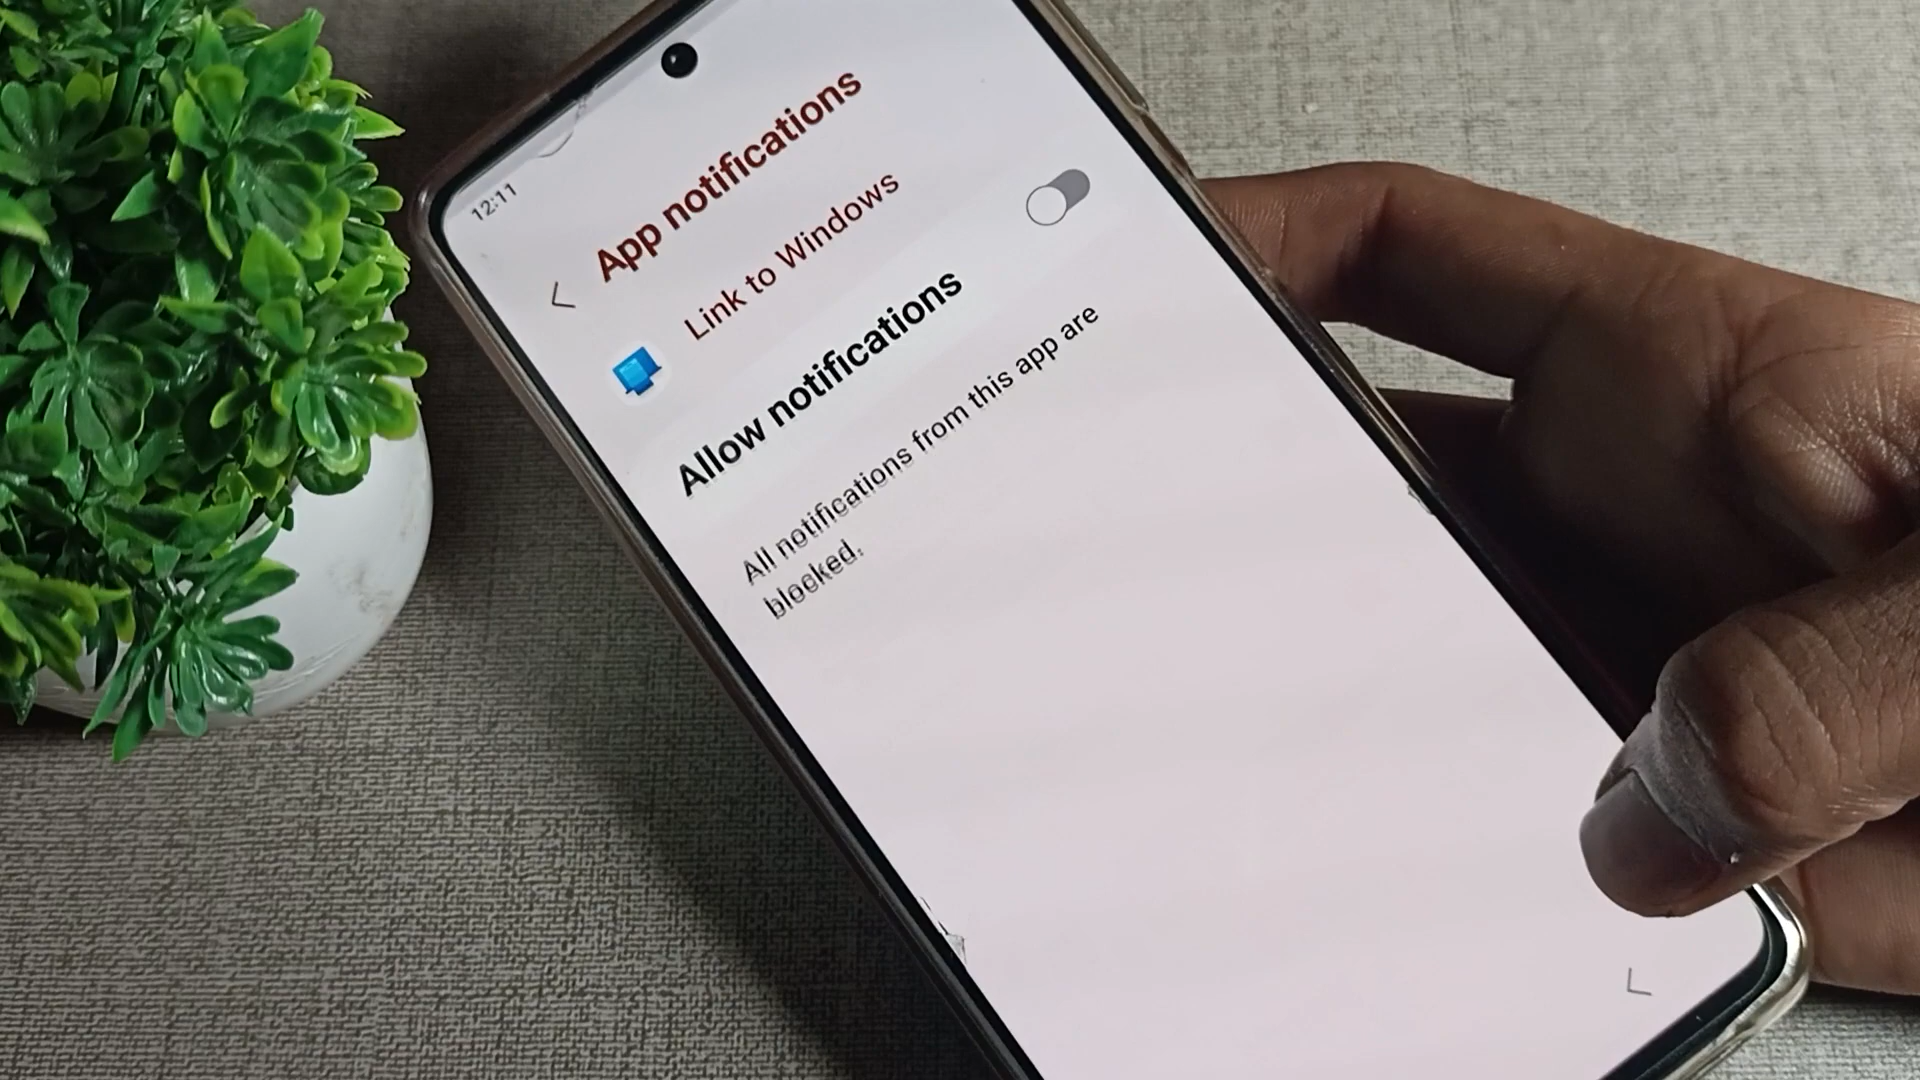 12:11
App notifications
Link to Windows
Allow notifications
All notifications from this app are
blocked.